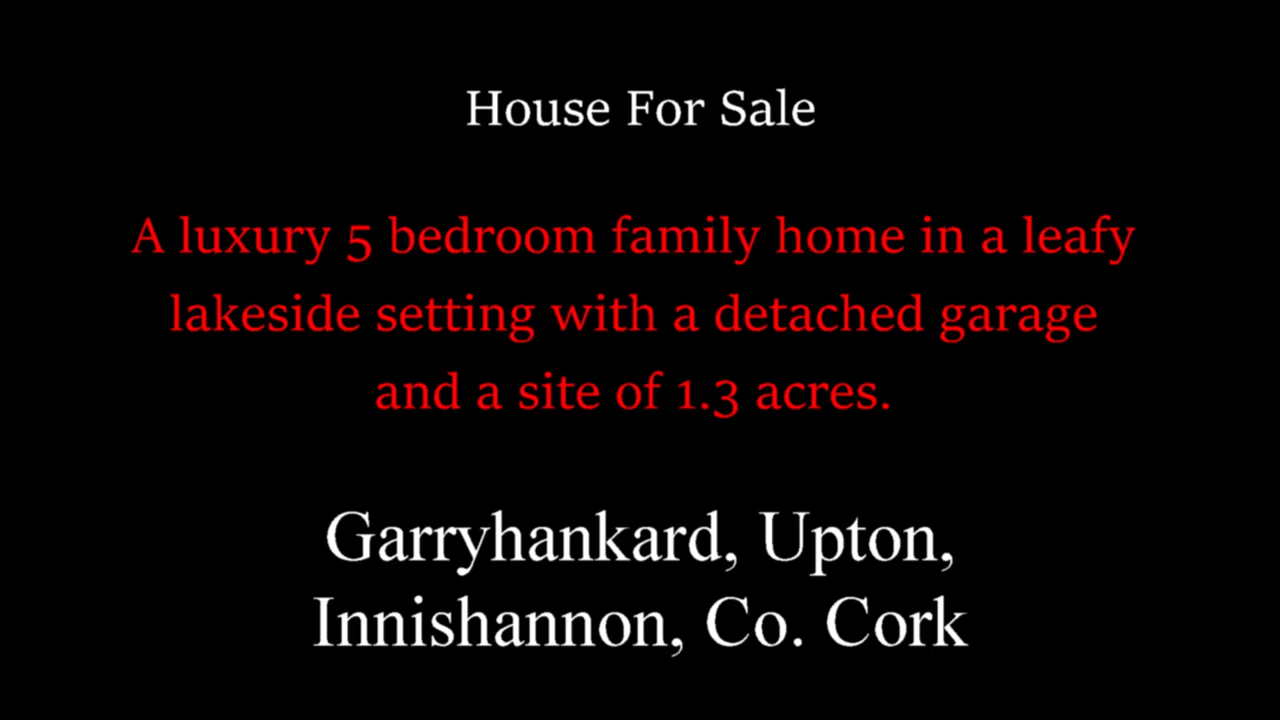 House For Sale
A luxury 5 bedroom family home in a leafy
lakeside setting with a detached garage
and a site of 1.3 acres.
Garryhankard, Upton,
Innishannon, Co. Cork